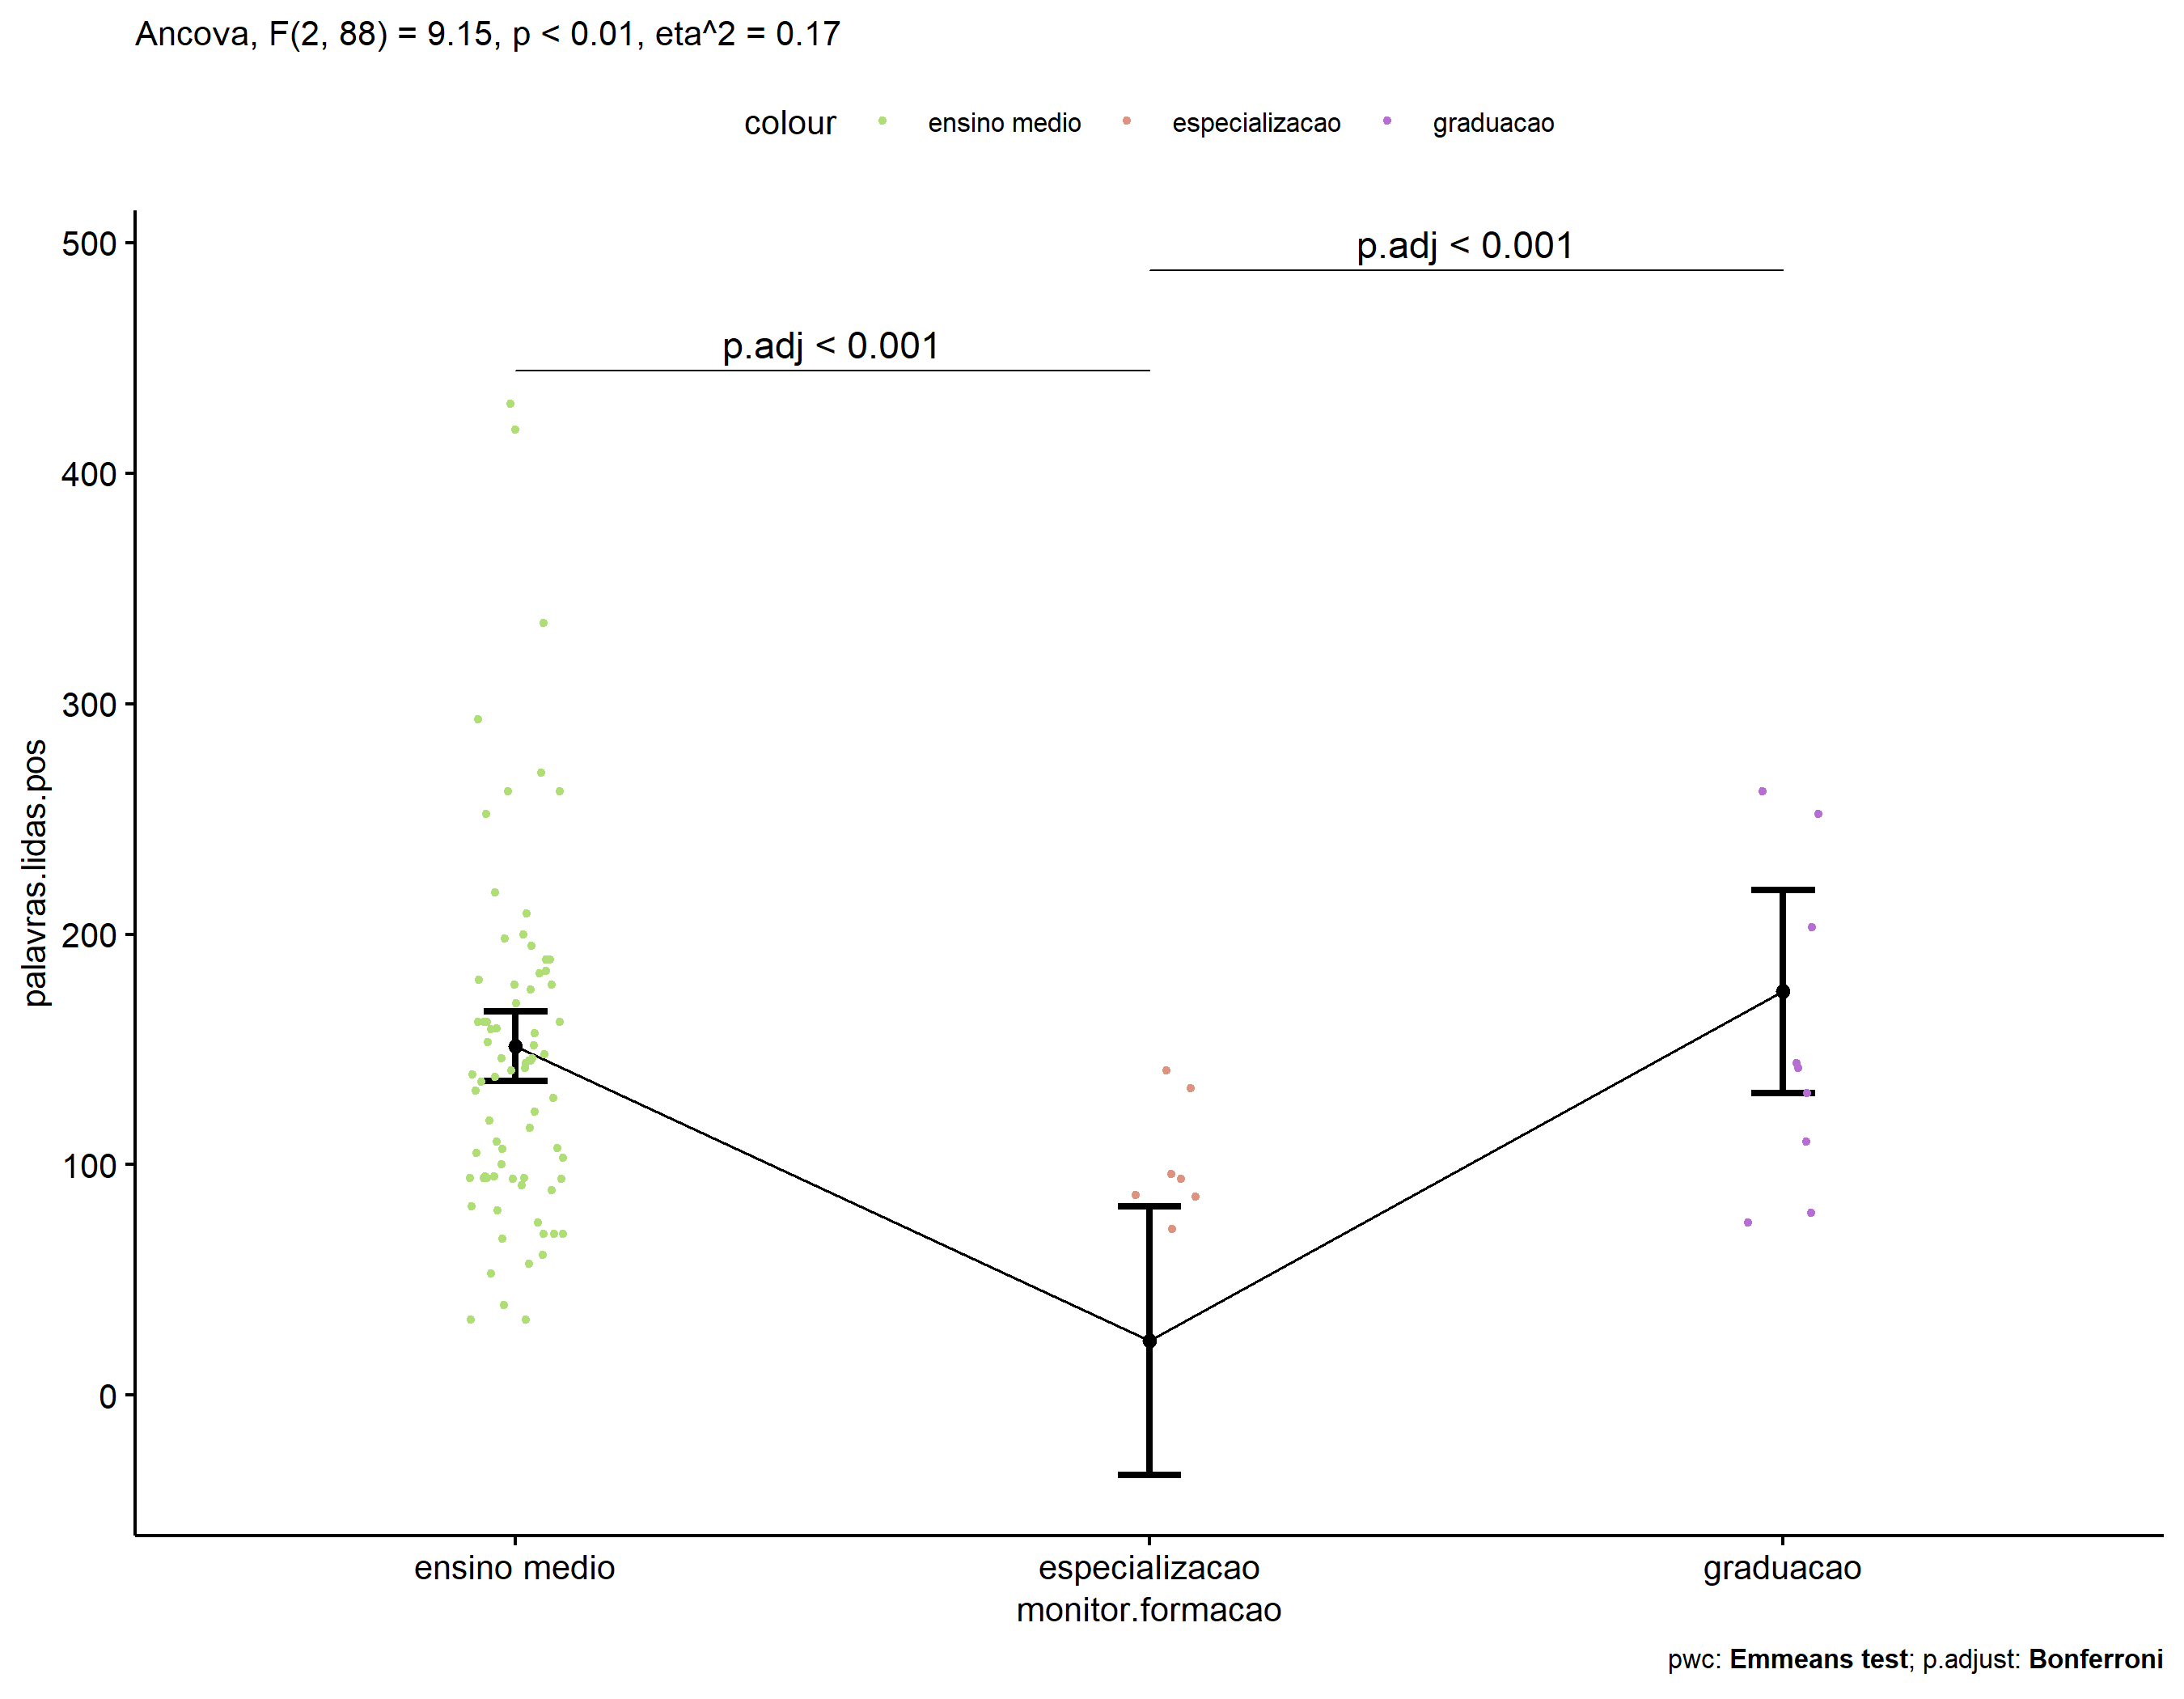 Ancova, F(2, 88) = 9.15, p < 0.01, eta^2 = 0.17
colour ensino medio especializacao graduacao
500
400
300
200
100
0
palavras.lidas.pos
p.adj < 0.001
p.adj < 0.001
ensino medio especializacao graduacao
monitor.formacao
pwc: Emmeans test; p.adjust: Bonferroni